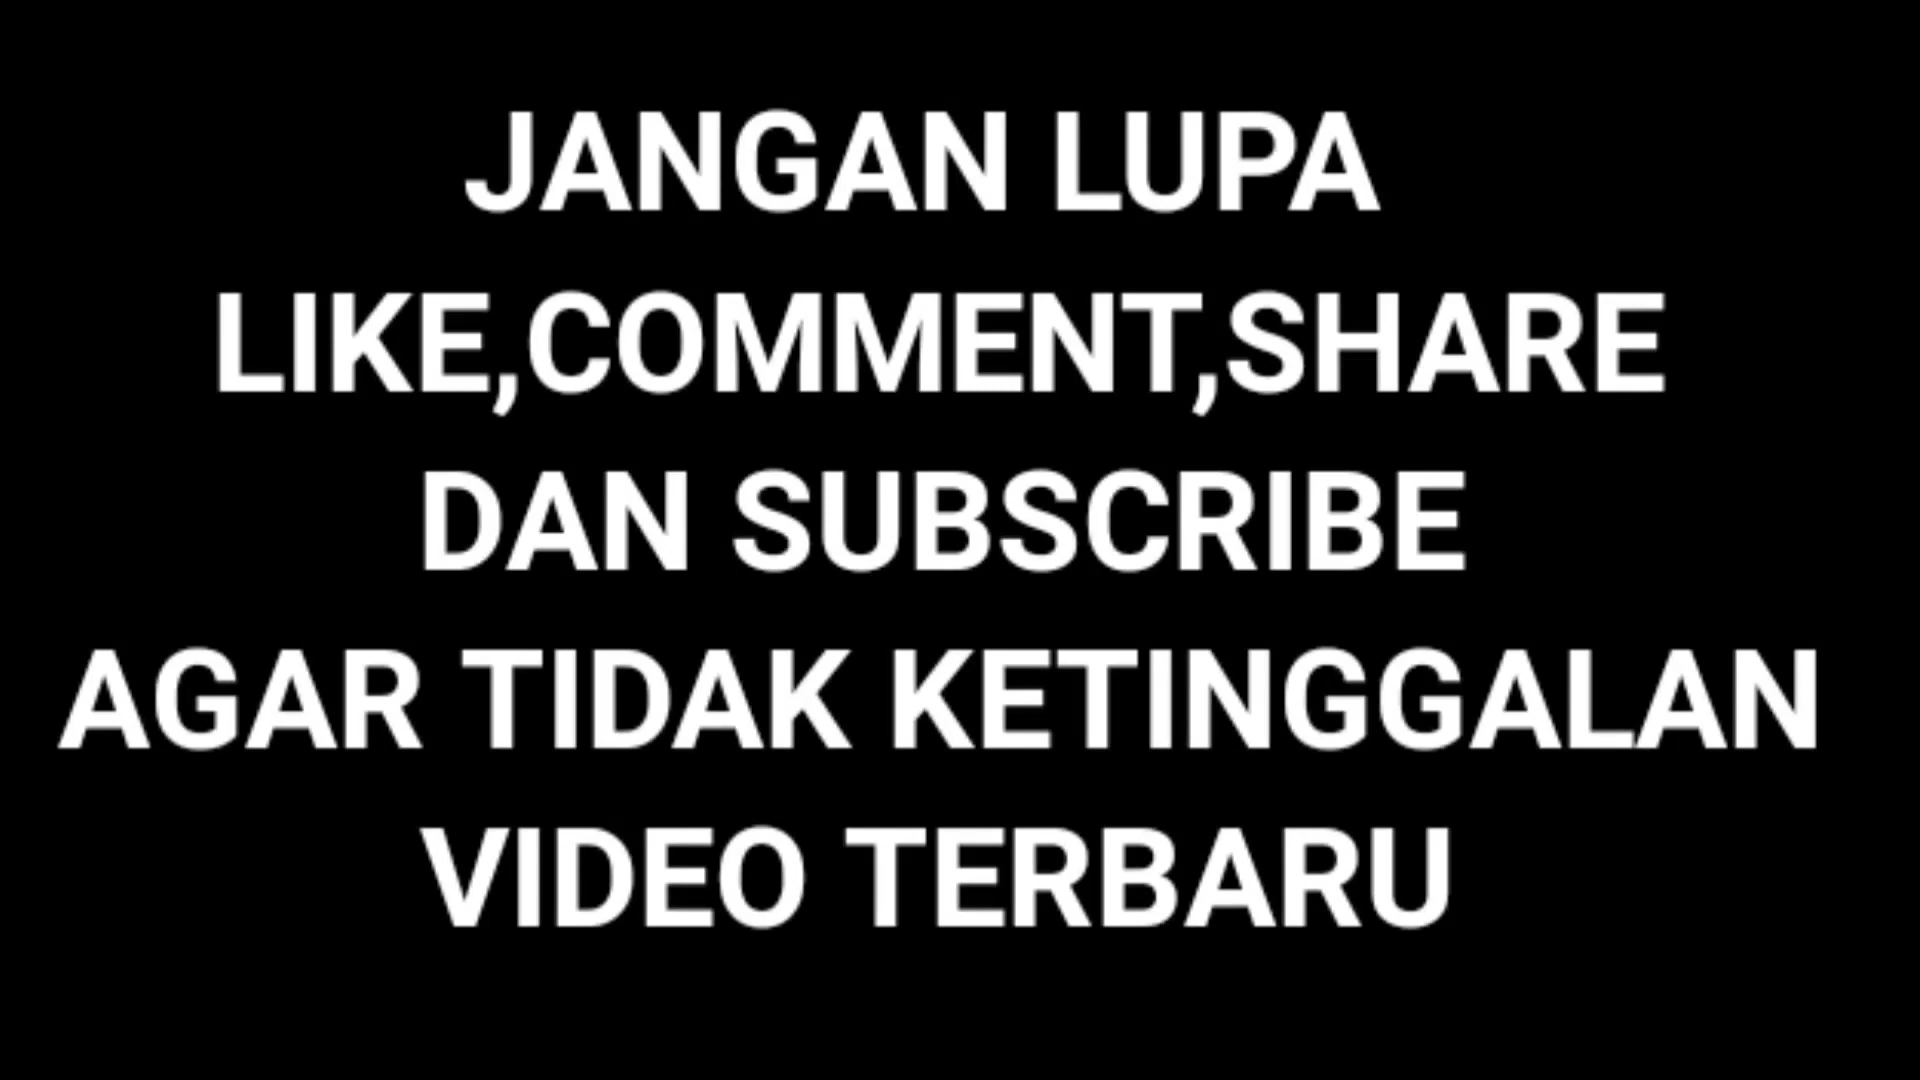 JANGAN LUPA
LIKE,COMMENT,SHARE
DAN SUBSCRIBE
AGAR TIDAK KETINGGALAN
VIDEO TERBARU